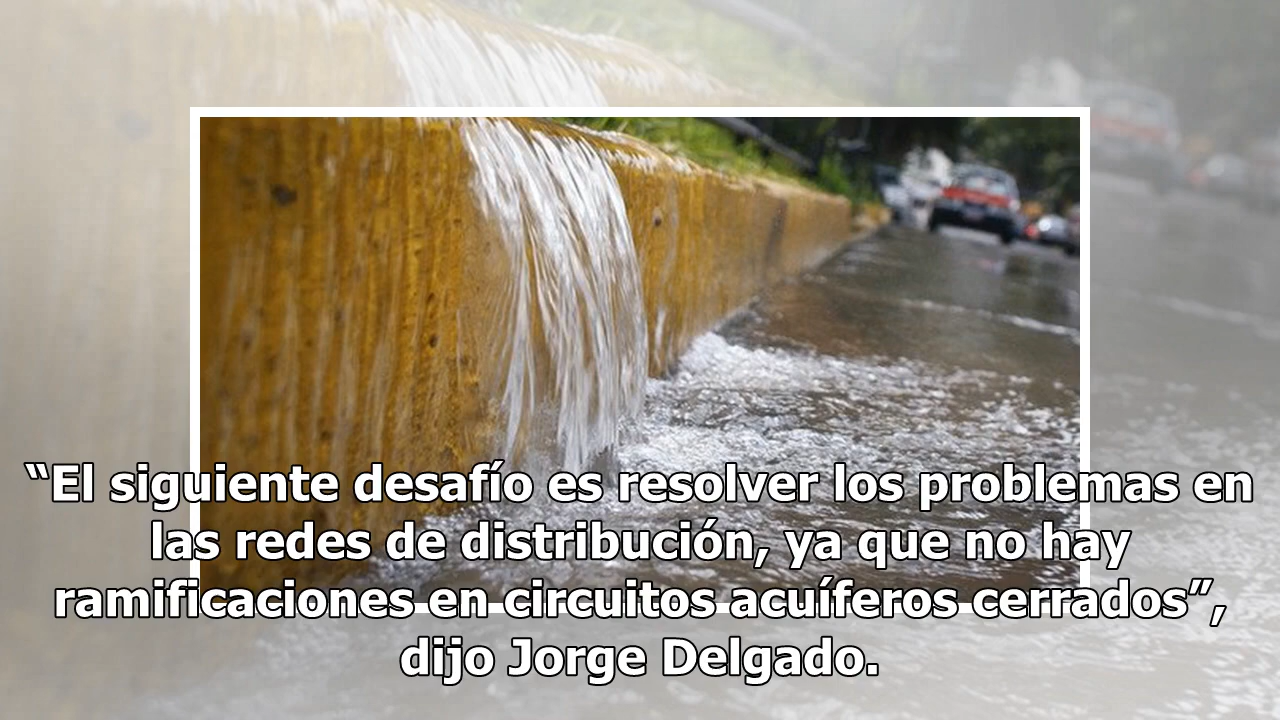 “El siguiente desafío es resolver los problemas en
las redes de distribución, ya que no hay
ramificaciones en circuitos acuíferos cerrados”,
dijo Jorge Delgado.